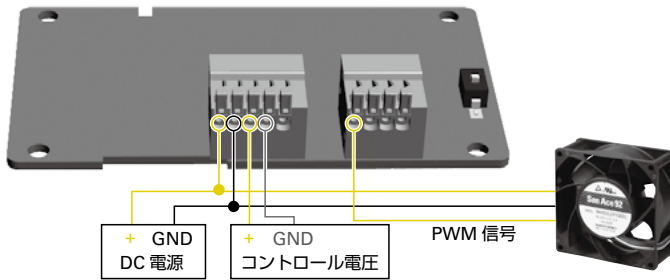 San Ace 92
PWM 信号
+ GND
DC 電源
+ GND
コントロール電圧